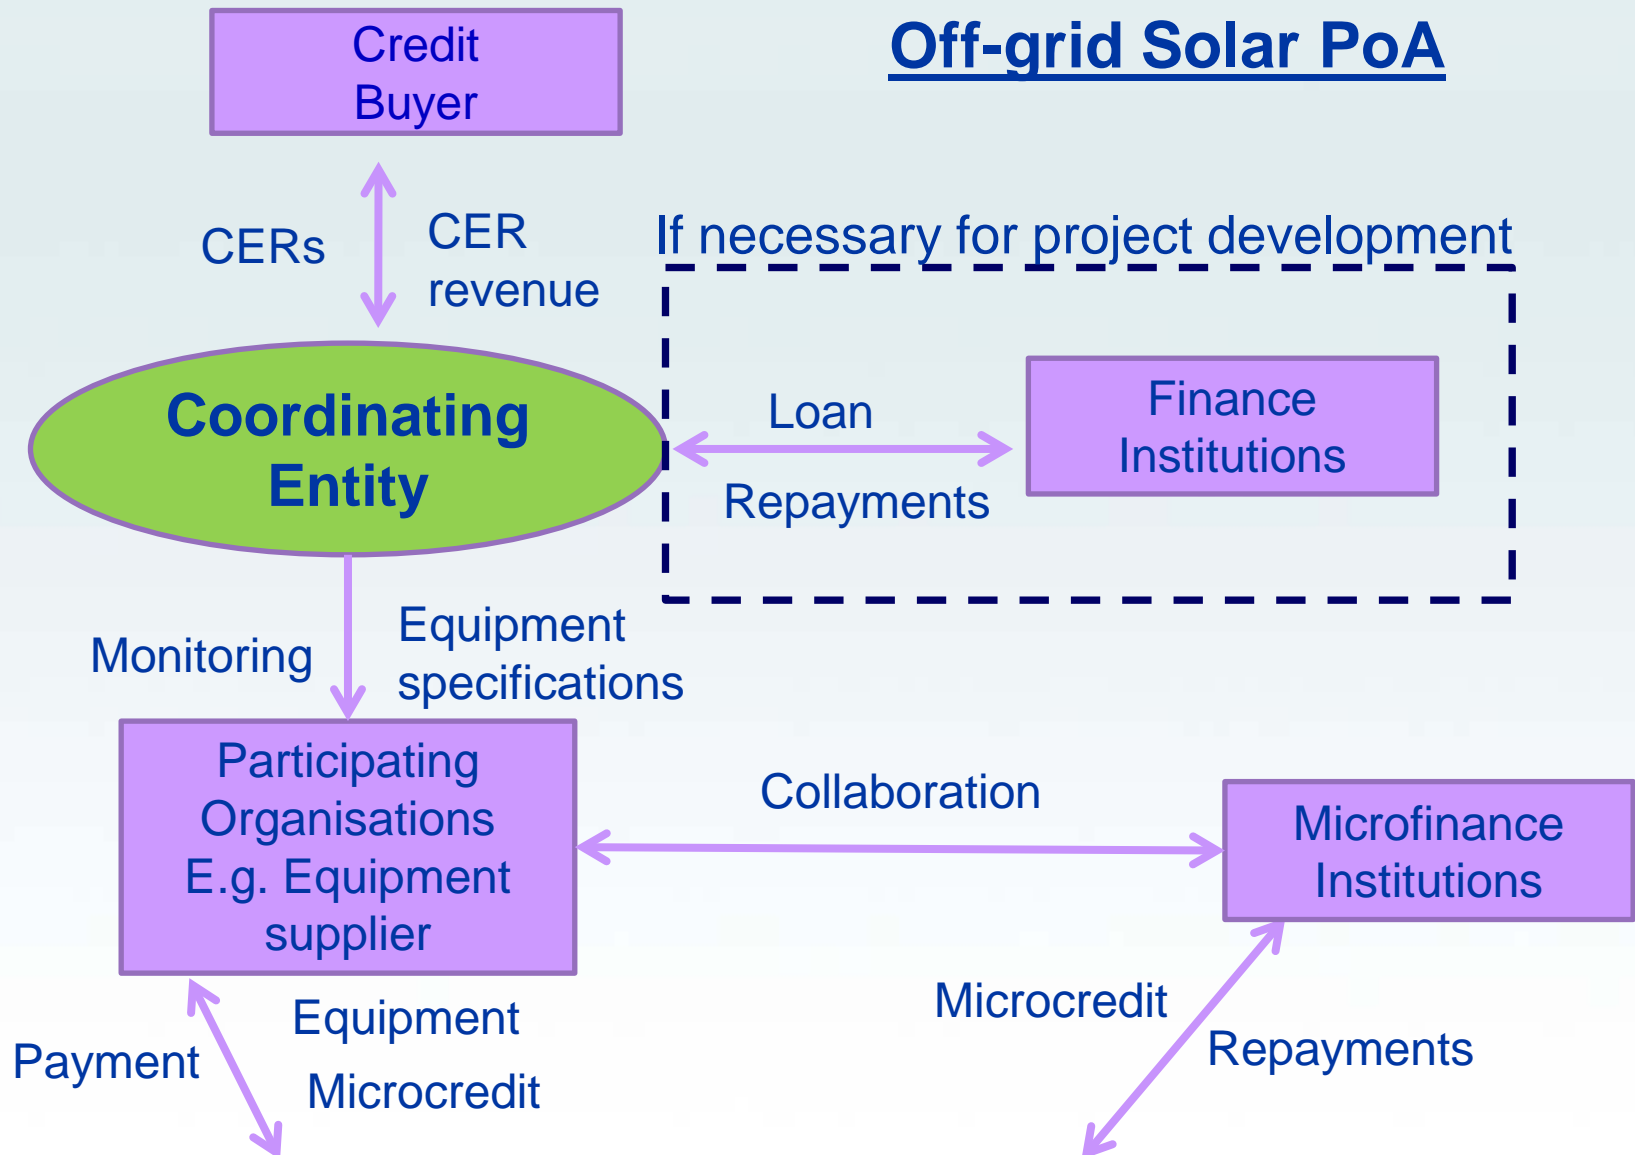 Off-grid Solar PoA
Credit
Buyer
CERs
CER
revenue
If necessary for project development
Coordinating
Entity
Loan
Repayments
Finance
Institutions
Monitoring
Equipment
specifications
Participating
Organisations
E.g. Equipment
supplier
Collaboration
Microfinance
Institutions
Payment
Equipment
Microcredit
Microcredit
Repayments